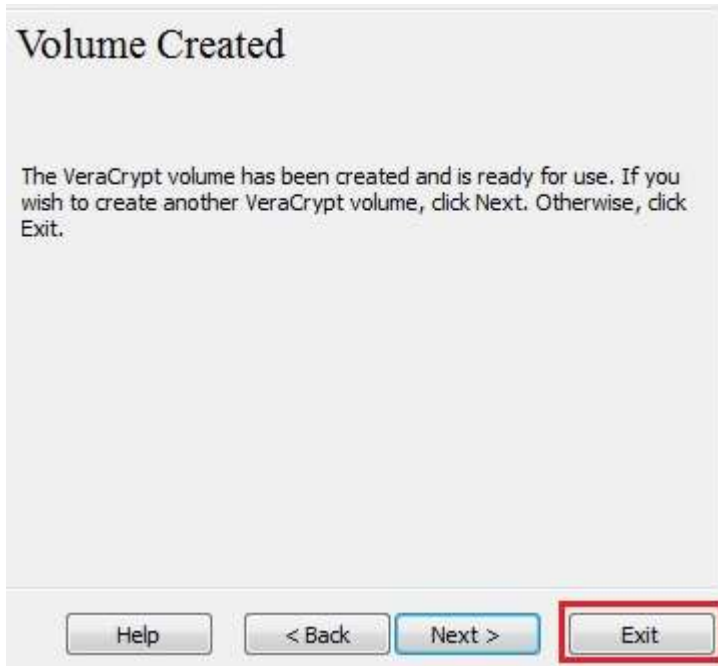 Volume Created
The VeraCrypt volume has been created and is ready for use. If you
wish to create another VeraCrypt volume, click Next. Otherwise, click
Exit.
Help < Back Next > Exit